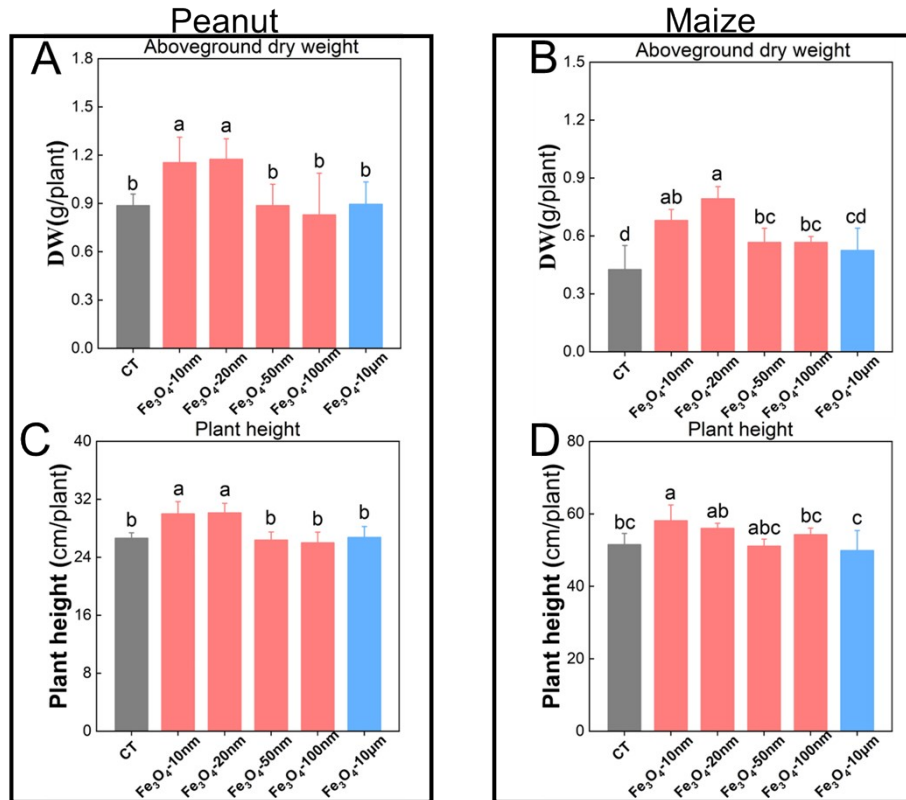 Peanut
Maize
A
Aboveground dry weight
1.8
1.5
1.2
0.9
0.6
0.3
0.0
DW(g/plant)
b
a
a
b
b
b
CT
Fe₃O₄-10nm
Fe₃O₄-20nm
Fe₃O₄-50nm
Fe₃O₄-100nm
Fe₃O₄-10μm
B
Aboveground dry weight
1.5
1.2
0.9
0.6
0.3
0.0
DW(g/plant)
d
ab
a
bc
bc
cd
CT
Fe₃O₄-10nm
Fe₃O₄-20nm
Fe₃O₄-50nm
Fe₃O₄-100nm
Fe₃O₄-10μm
C
Plant height
40
32
24
16
8
0
Plant height (cm/plant)
b
a
a
b
b
b
CT
Fe₃O₄-10nm
Fe₃O₄-20nm
Fe₃O₄-50nm
Fe₃O₄-100nm
Fe₃O₄-10μm
D
Plant height
80
60
40
20
0
Plant height (cm/plant)
bc
a
ab
abc
bc
c
CT
Fe₃O₄-10nm
Fe₃O₄-20nm
Fe₃O₄-50nm
Fe₃O₄-100nm
Fe₃O₄-10μm